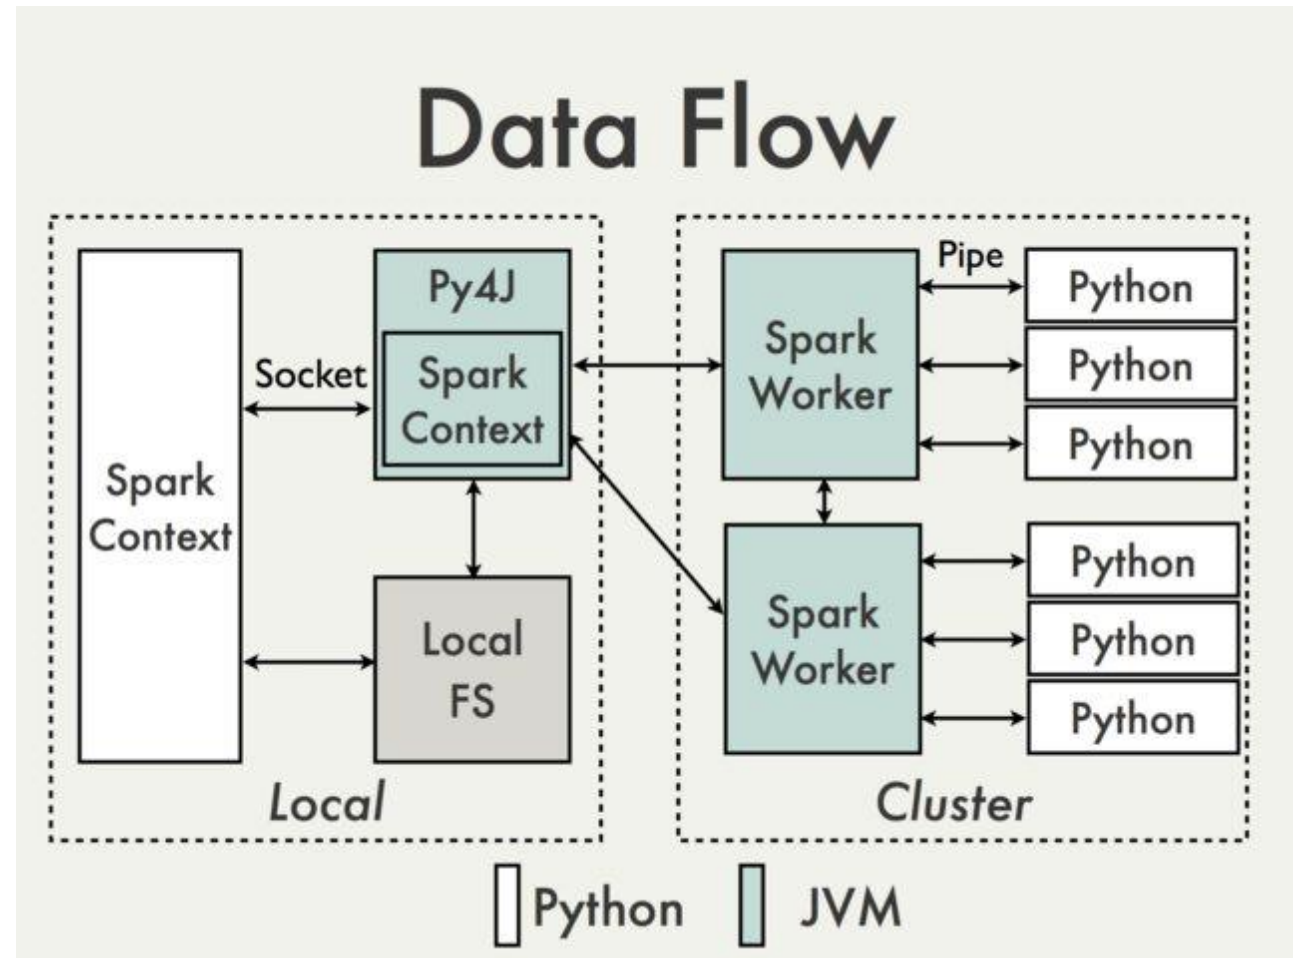 Data Flow
Spark
Context
Socket
Py4J
Spark
Context
Local
FS
Local
Spark
Worker
Pipe
Python
Python
Python
Spark
Worker
Python
Python
Python
Cluster
Python
JVM